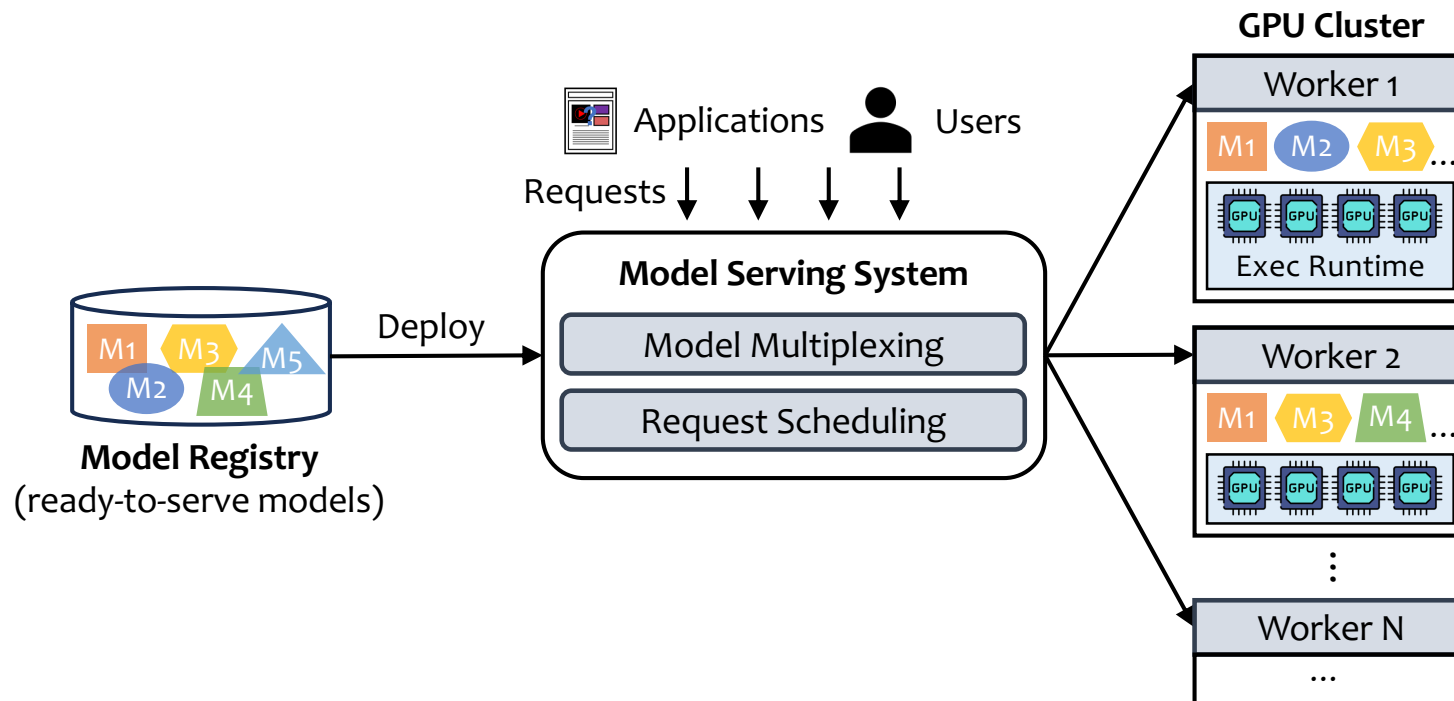 GPU Cluster
Applications
Users
Requests
Model Serving System
Model Multiplexing
Request Scheduling
Deploy
M1
M3
M5
M2
M4
Model Registry
(ready-to-serve models)
Worker 1
M1 M2 M3 ...
GPU GPU GPU GPU
Exec Runtime
Worker 2
M1 M3 M4 ...
GPU GPU GPU GPU
...
Worker N
...